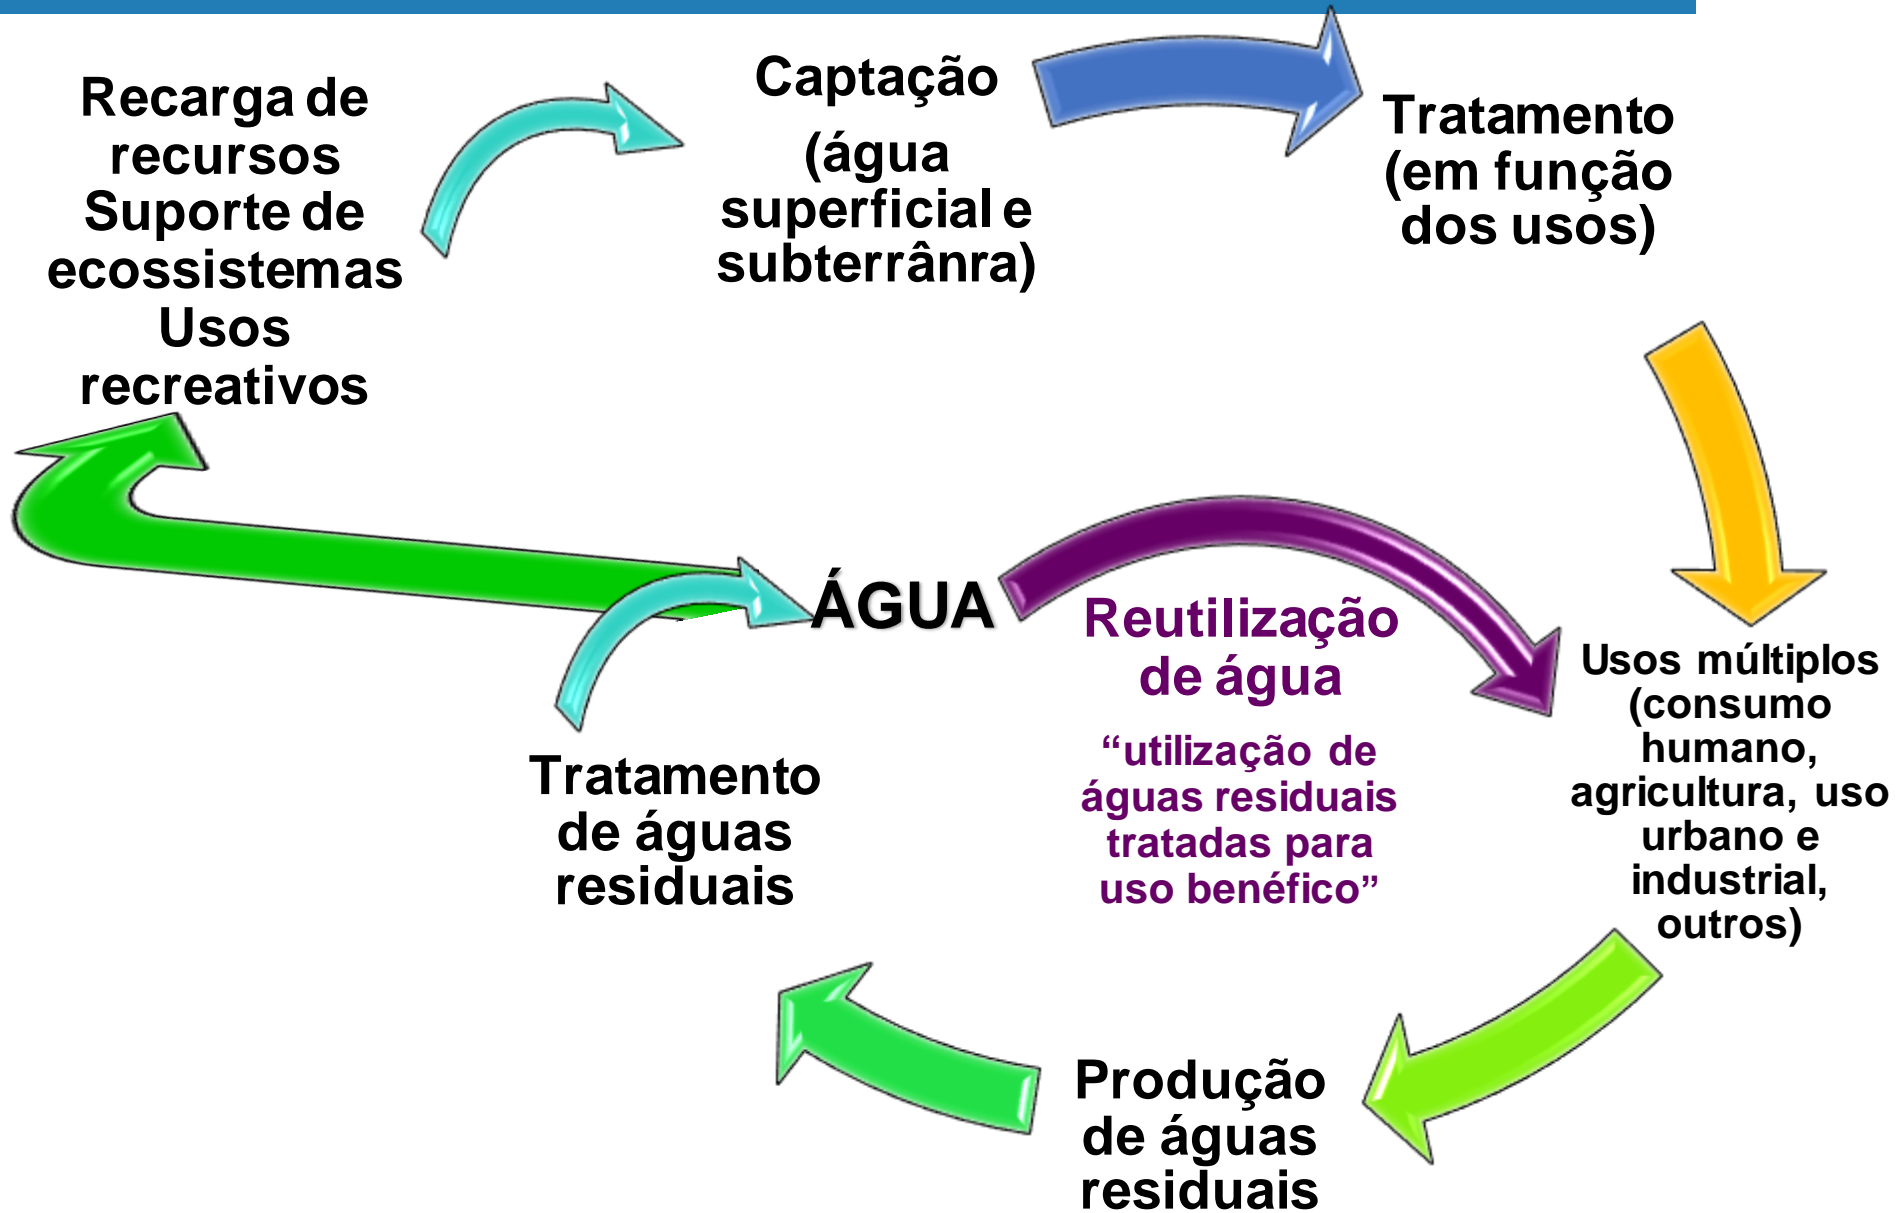 Recarga de
recursos
Suporte de
ecossistemas
Usos
recreativos
Captação
(água
superficial e
subterrânra)
Tratamento
(em função
dos usos)
ÁGUA
Reutilização
de água
“utilização de
águas residuais
tratadas para
uso benéfico”
Usos múltiplos
(consumo
humano,
agricultura, uso
urbano e
industrial,
outros)
Tratamento
de águas
residuais
Produção
de águas
residuais